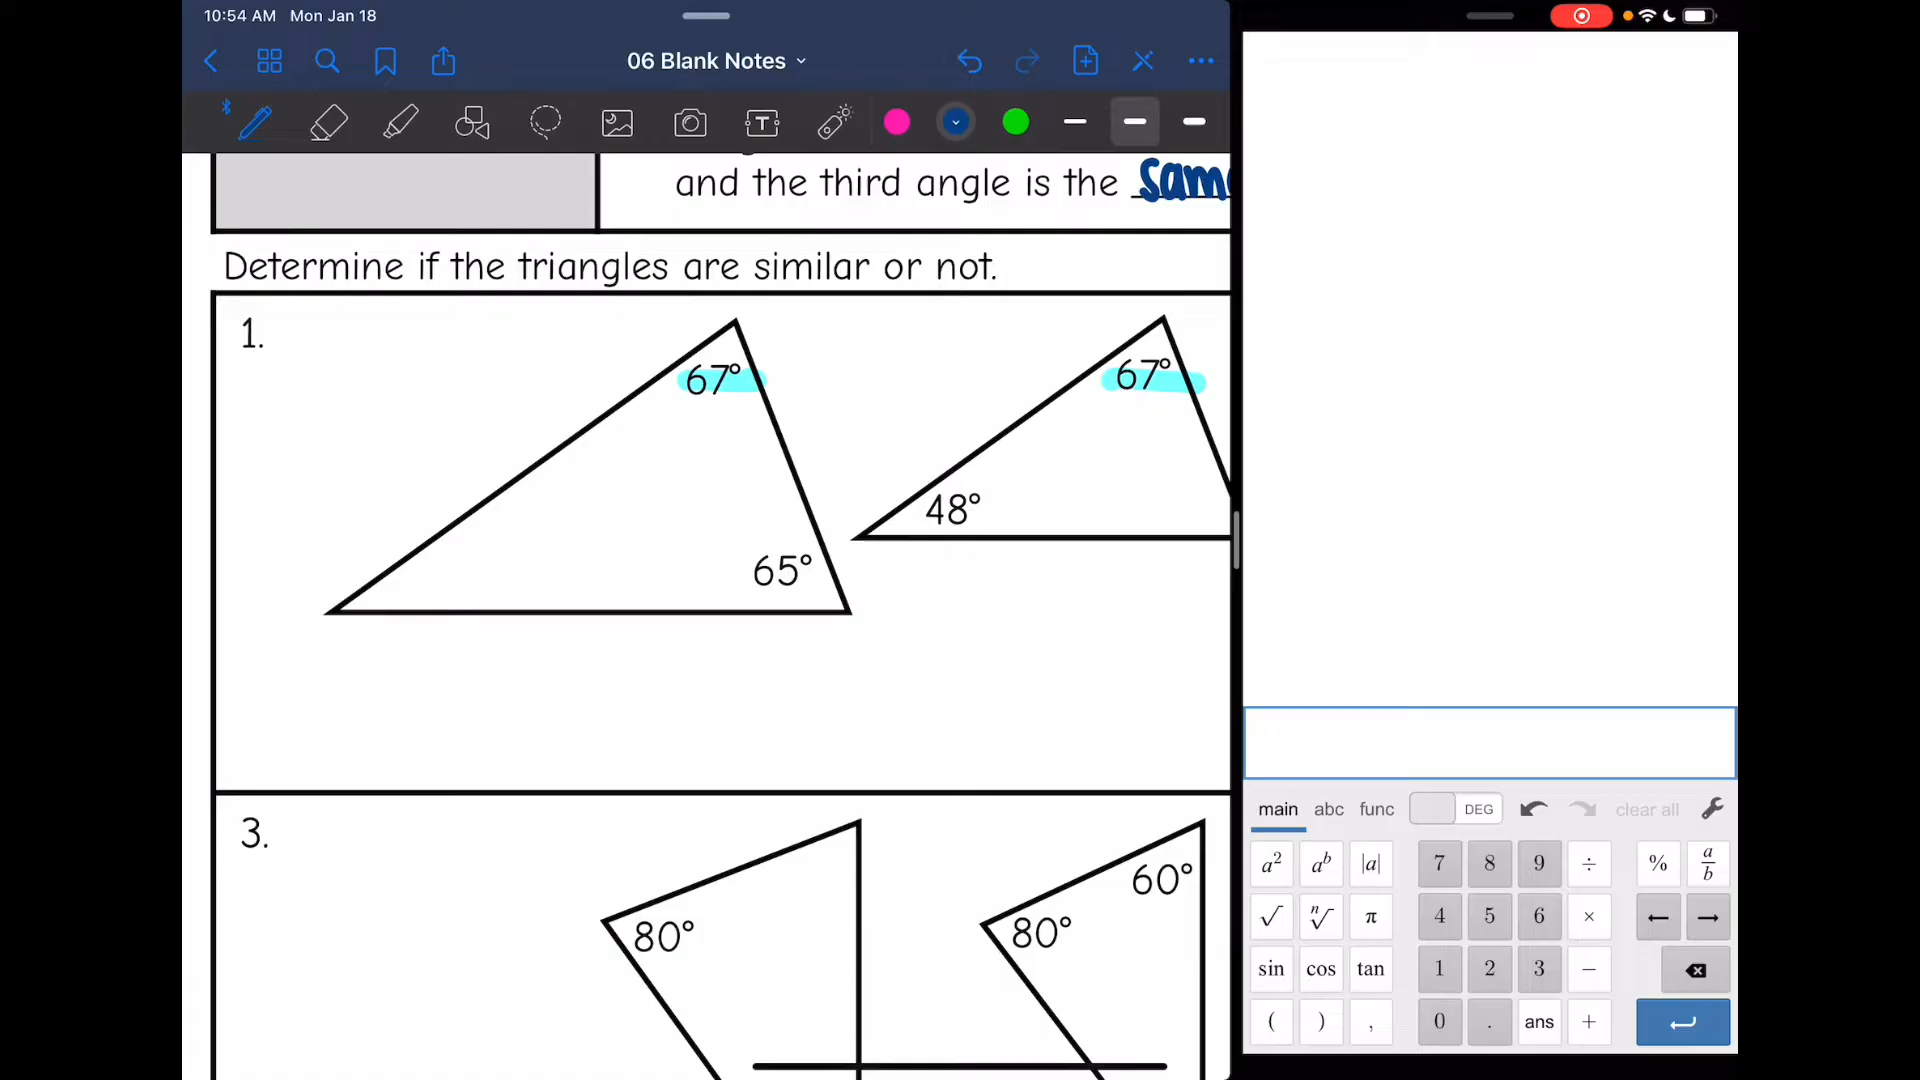 10:54 AM Mon Jan 18
06 Blank Notes
T
and the third angle is the
Determine if the triangles are similar or not.
1.
67°
67°
48°
65°
3.
60°
80°
80°
main abc func DEG clear all
a² aᵇ |a| 7 8 9 ÷ % a/b
√ ⁿ√ π 4 5 6 × ← →
sin cos tan 1 2 3 −
( ) , 0 . ans +